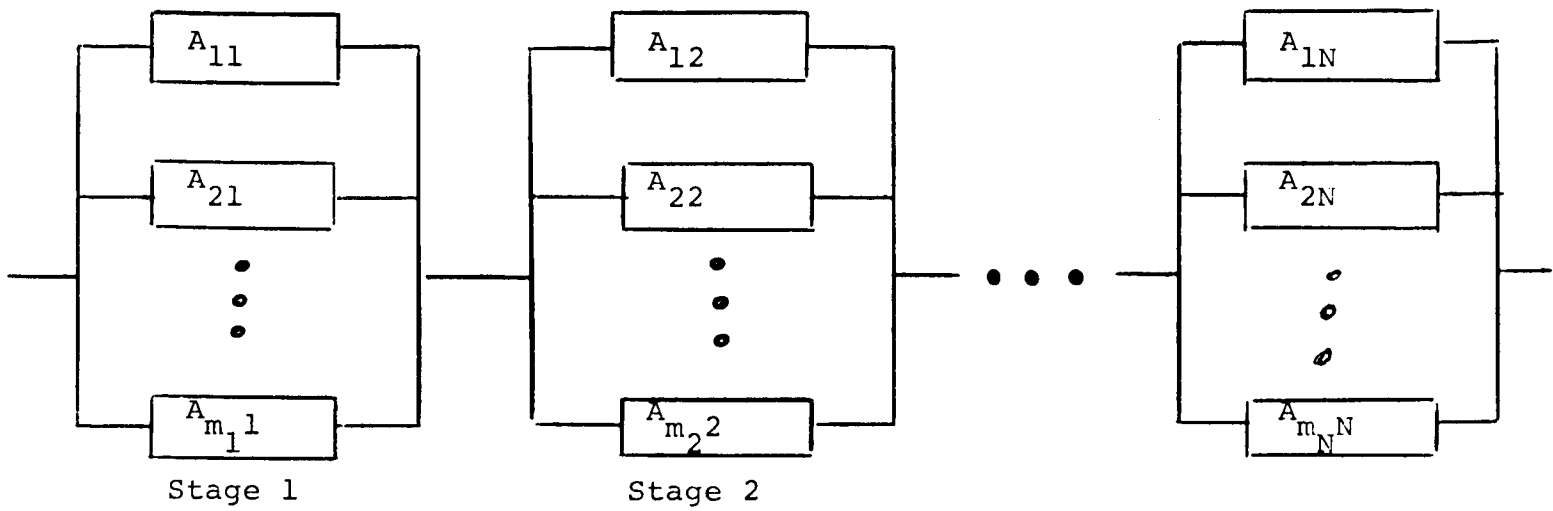 A₁₁ A₁₂ A₁N
A₂₁ A₂₂ A₂N
Aₘ₁1 Aₘ₂2 AₘNN
Stage 1 Stage 2